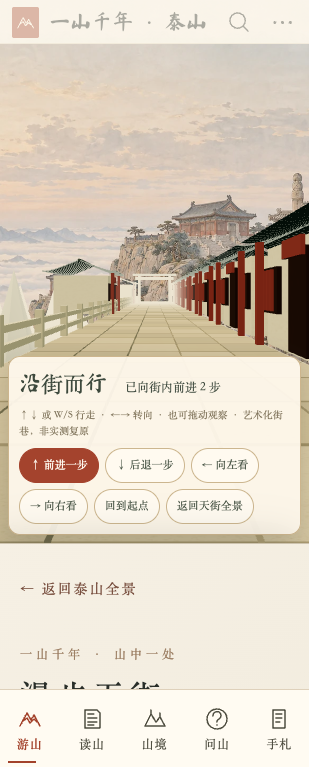 一山千年 · 泰山
沿街而行 已向街内前进 2 步
↑↓ 或 W/S 行走 · ←→ 转向 · 也可拖动观察 · 艺术化街
巷，非实测复原
↑ 前进一步 ↓ 后退一步 ← 向左看
→ 向右看 回到起点 返回天街全景
← 返回泰山全景
一山千年 · 山中一处
漫步天街
游山 读山 山境 问山 手札